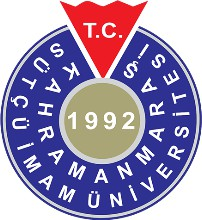 T.C.
KAHRAMANMARAŞ
SÜTÇÜ İMAM ÜNİVERSİTESİ
1992